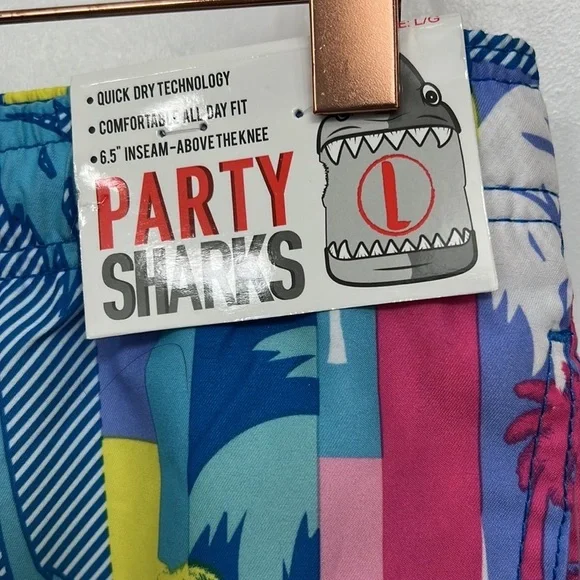 E: L/G
• QUICK DRY TECHNOLOGY
• COMFORTABLE ALL DAY FIT
• 6.5" INSEAM-ABOVE THE KNEE
PARTY
SHARKS
L